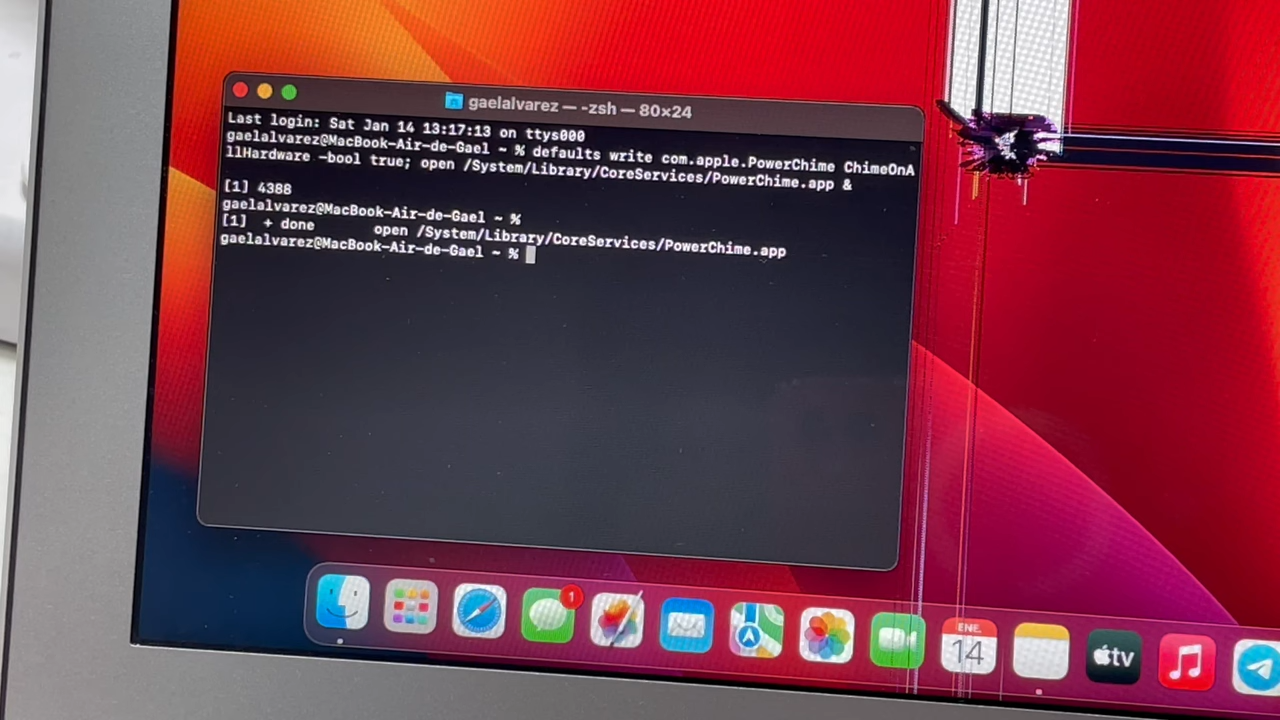 gaelalvarez — -zsh — 80×24
Last login: Sat Jan 14 13:17:13 on ttys000
gaelalvarez@MacBook-Air-de-Gael ~ % defaults write com.apple.PowerChime ChimeOnA
llHardware -bool true; open /System/Library/CoreServices/PowerChime.app &
[1] 4388
gaelalvarez@MacBook-Air-de-Gael ~ %
[1]  + done       open /System/Library/CoreServices/PowerChime.app
gaelalvarez@MacBook-Air-de-Gael ~ %
1
ENE.
14
tv